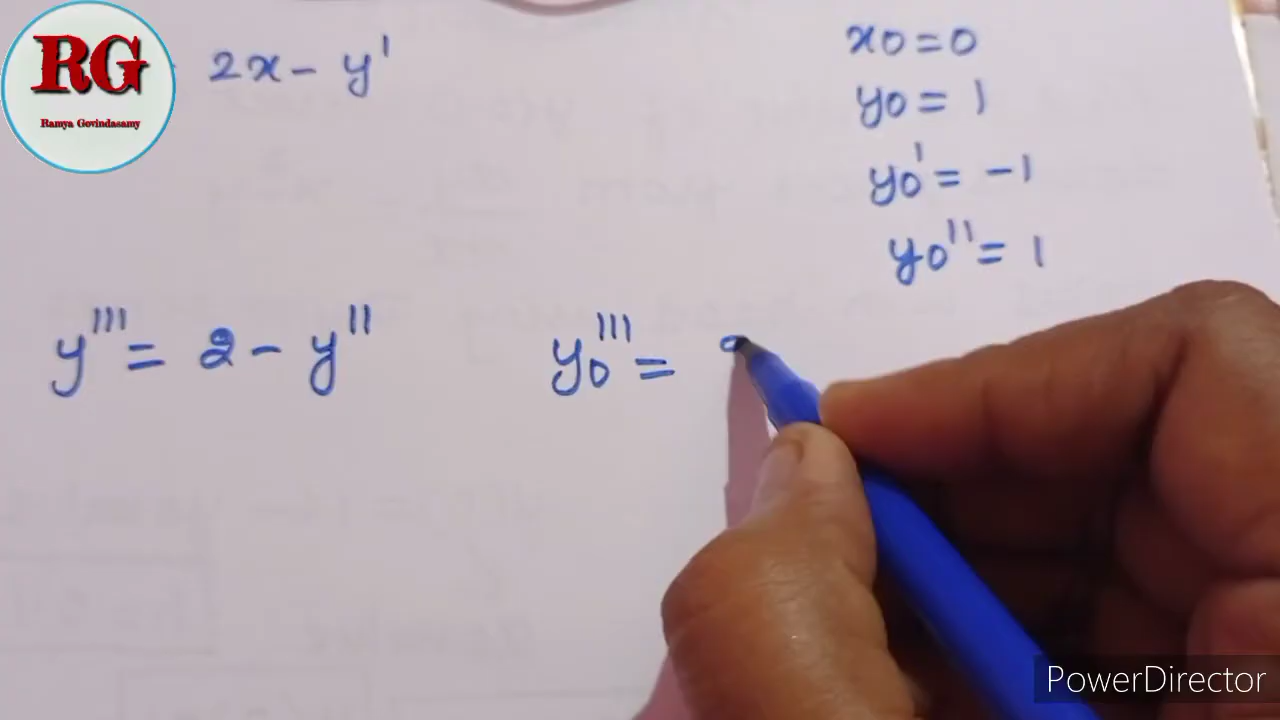 RG
Ramya Govindasamy
2x - y'
x0 = 0
y0 = 1
y0' = -1
y0'' = 1
y''' = 2 - y''
y0''' =
PowerDirector